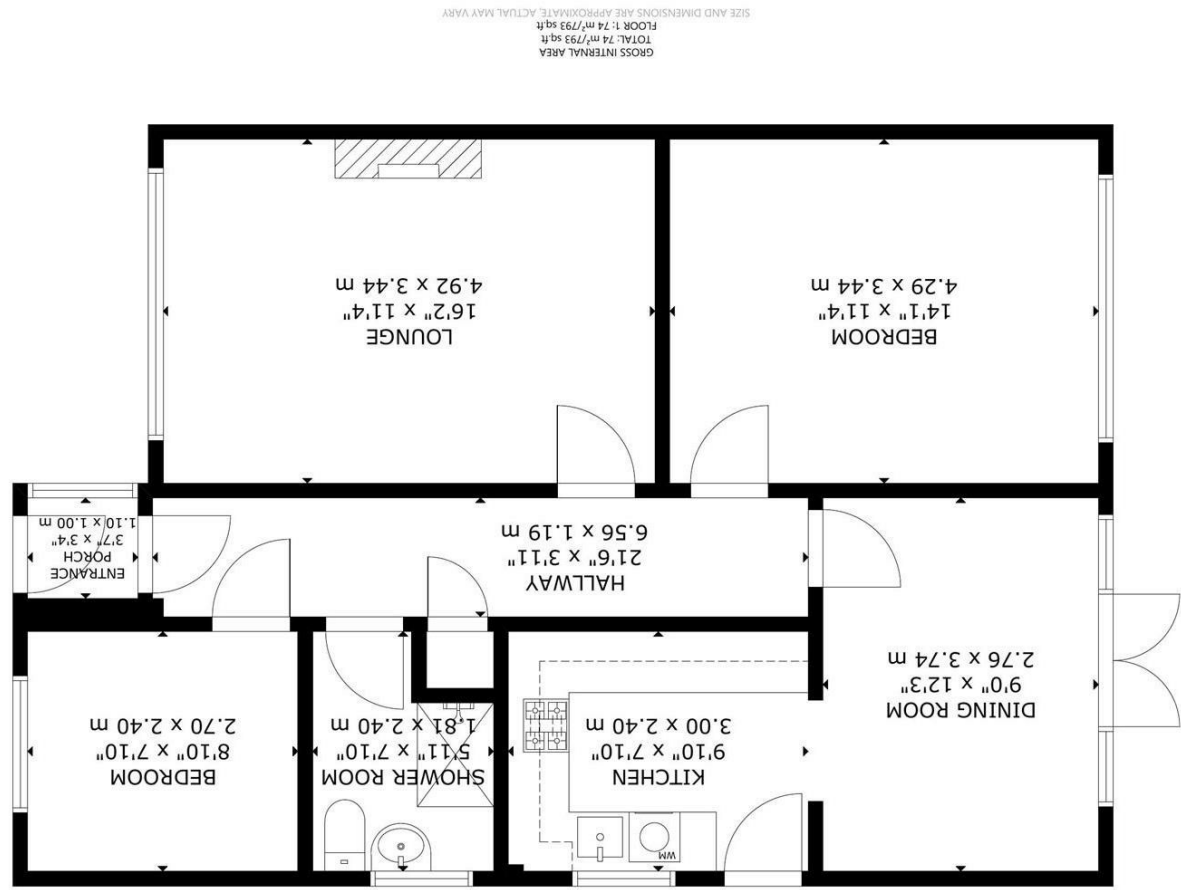 WM
KITCHEN
9'10" x 7'10"
3.00 x 2.40 m
SHOWER ROOM
5'11" x 7'10"
1.81 x 2.40 m
BEDROOM
8'10" x 7'10"
2.70 x 2.40 m
DINING ROOM
9'0" x 12'3"
2.76 x 3.74 m
HALLWAY
21'6" x 3'11"
6.56 x 1.19 m
ENTRANCE
PORCH
3'7" x 3'4"
1.10 x 1.00 m
BEDROOM
14'1" x 11'4"
4.29 x 3.44 m
LOUNGE
16'2" x 11'4"
4.92 x 3.44 m
GROSS INTERNAL AREA
TOTAL: 74 m²/793 sq.ft
FLOOR 1: 74 m²/793 sq.ft
SIZE AND DIMENSIONS ARE APPROXIMATE, ACTUAL MAY VARY